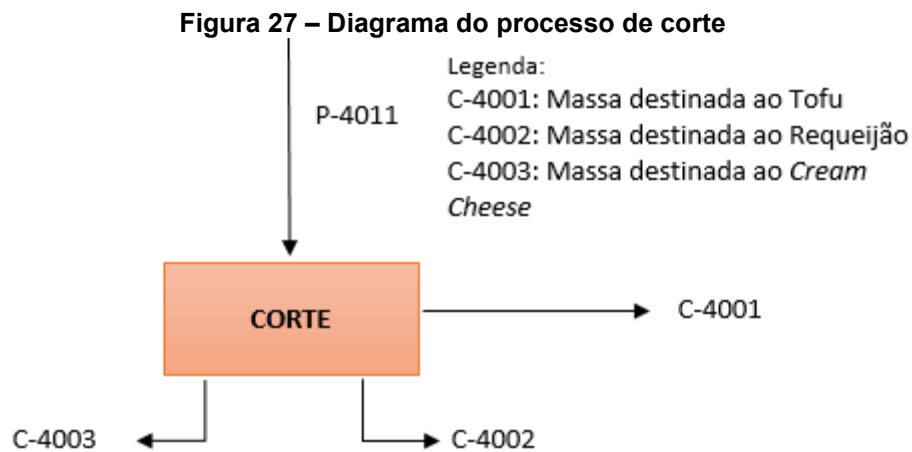 Figura 27 – Diagrama do processo de corte
Legenda:
C-4001: Massa destinada ao Tofu
C-4002: Massa destinada ao Requeijão
C-4003: Massa destinada ao Cream
Cheese
P-4011
CORTE
C-4001
C-4003
C-4002